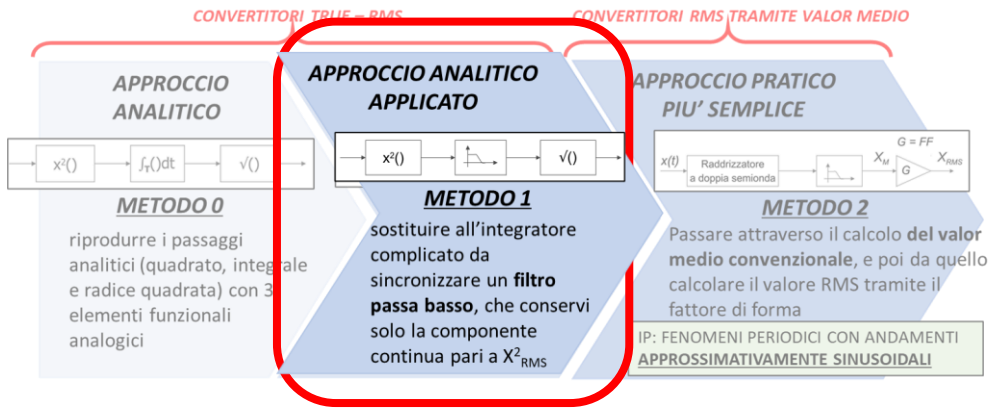 CONVERTITORI TRUE – RMS
CONVERTITORI RMS TRAMITE VALOR MEDIO
APPROCCIO
ANALITICO
x²()
∫T()dt
√()
METODO 0
riprodurre i passaggi
analitici (quadrato, integrale
e radice quadrata) con 3
elementi funzionali
analogici
APPROCCIO ANALITICO
APPLICATO
x²()
√()
METODO 1
sostituire all'integratore
complicato da
sincronizzare un filtro
passa basso, che conservi
solo la componente
continua pari a X²RMS
APPROCCIO PRATICO
PIU' SEMPLICE
G = FF
x(t)
Raddrizzatore
a doppia semionda
XM
G
XRMS
METODO 2
Passare attraverso il calcolo del valor
medio convenzionale, e poi da quello
calcolare il valore RMS tramite il
fattore di forma
IP: FENOMENI PERIODICI CON ANDAMENTI
APPROSSIMATIVAMENTE SINUSOIDALI